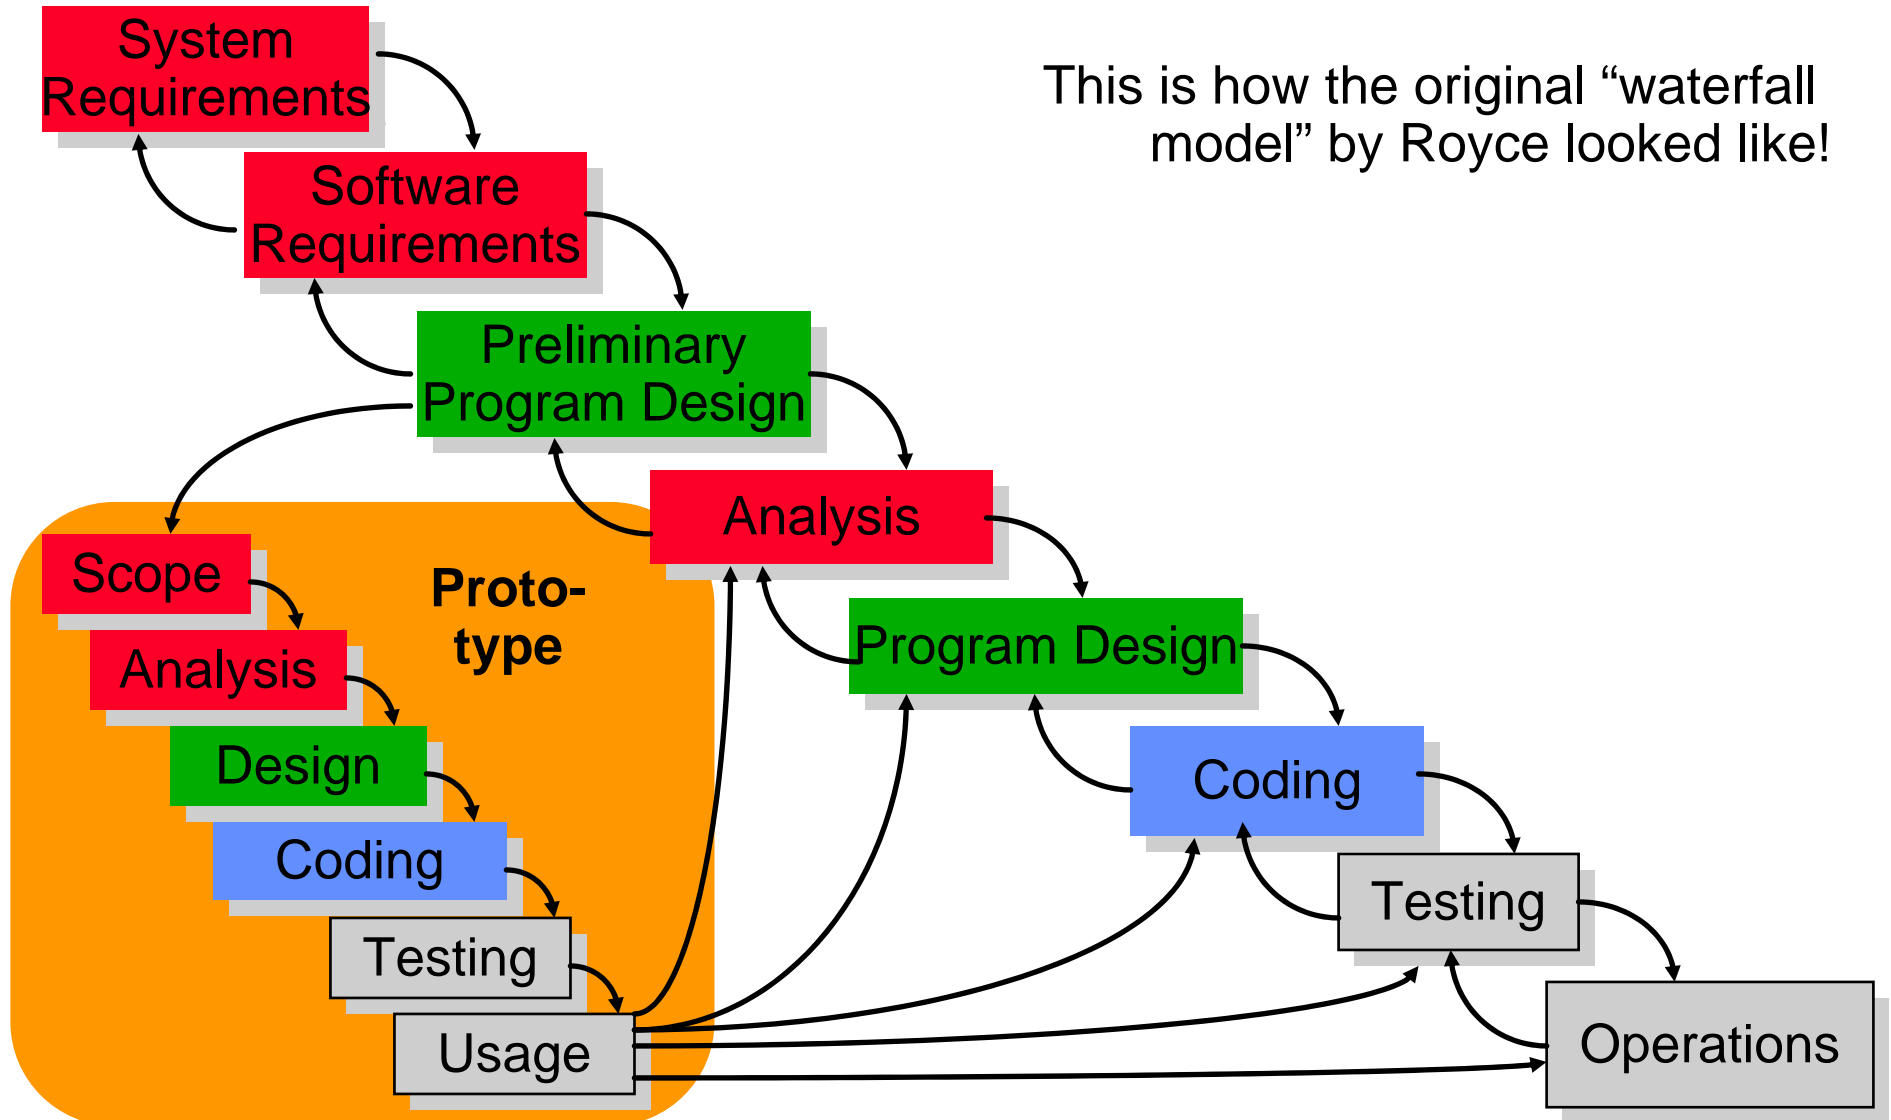 System
Requirements
This is how the original “waterfall
model” by Royce looked like!
Software
Requirements
Preliminary
Program Design
Analysis
Program Design
Coding
Testing
Operations
Proto-
type
Scope
Analysis
Design
Coding
Testing
Usage